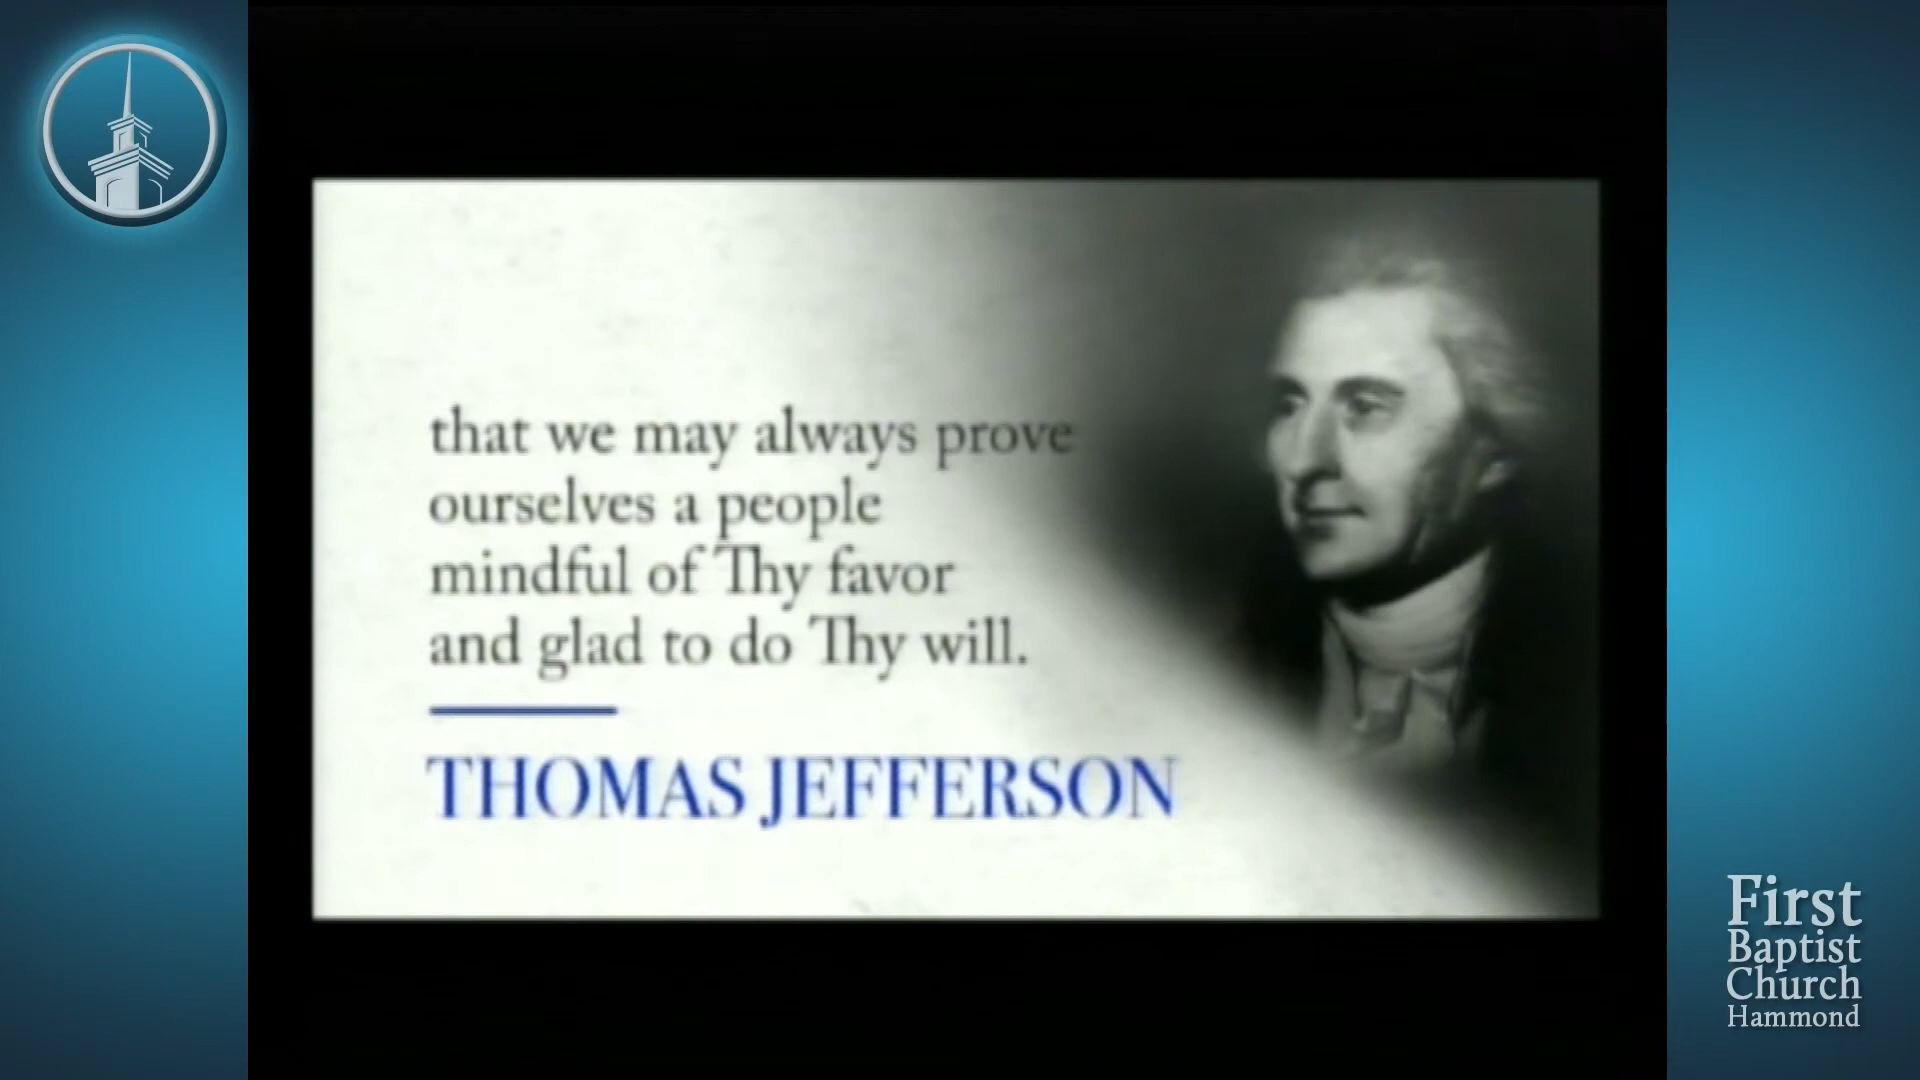 that we may always prove
ourselves a people
mindful of Thy favor
and glad to do Thy will.
THOMAS JEFFERSON
First
Baptist
Church
Hammond